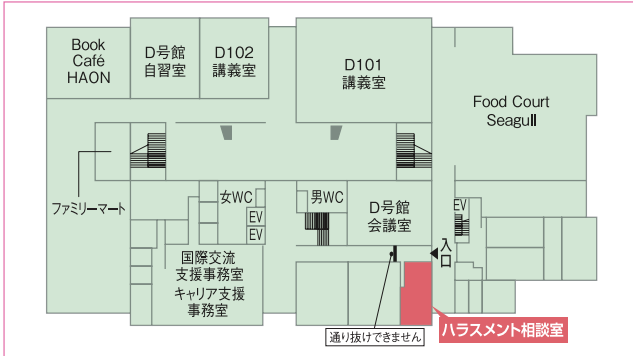 Book
Café
HAON
D号館
自習室
D102
講義室
D101
講義室
Food Court
Seagull
ファミリーマート
女WC
EV
EV
男WC
D号館
会議室
EV
入口
国際交流
支援事務室
キャリア支援
事務室
通り抜けできません
ハラスメント相談室